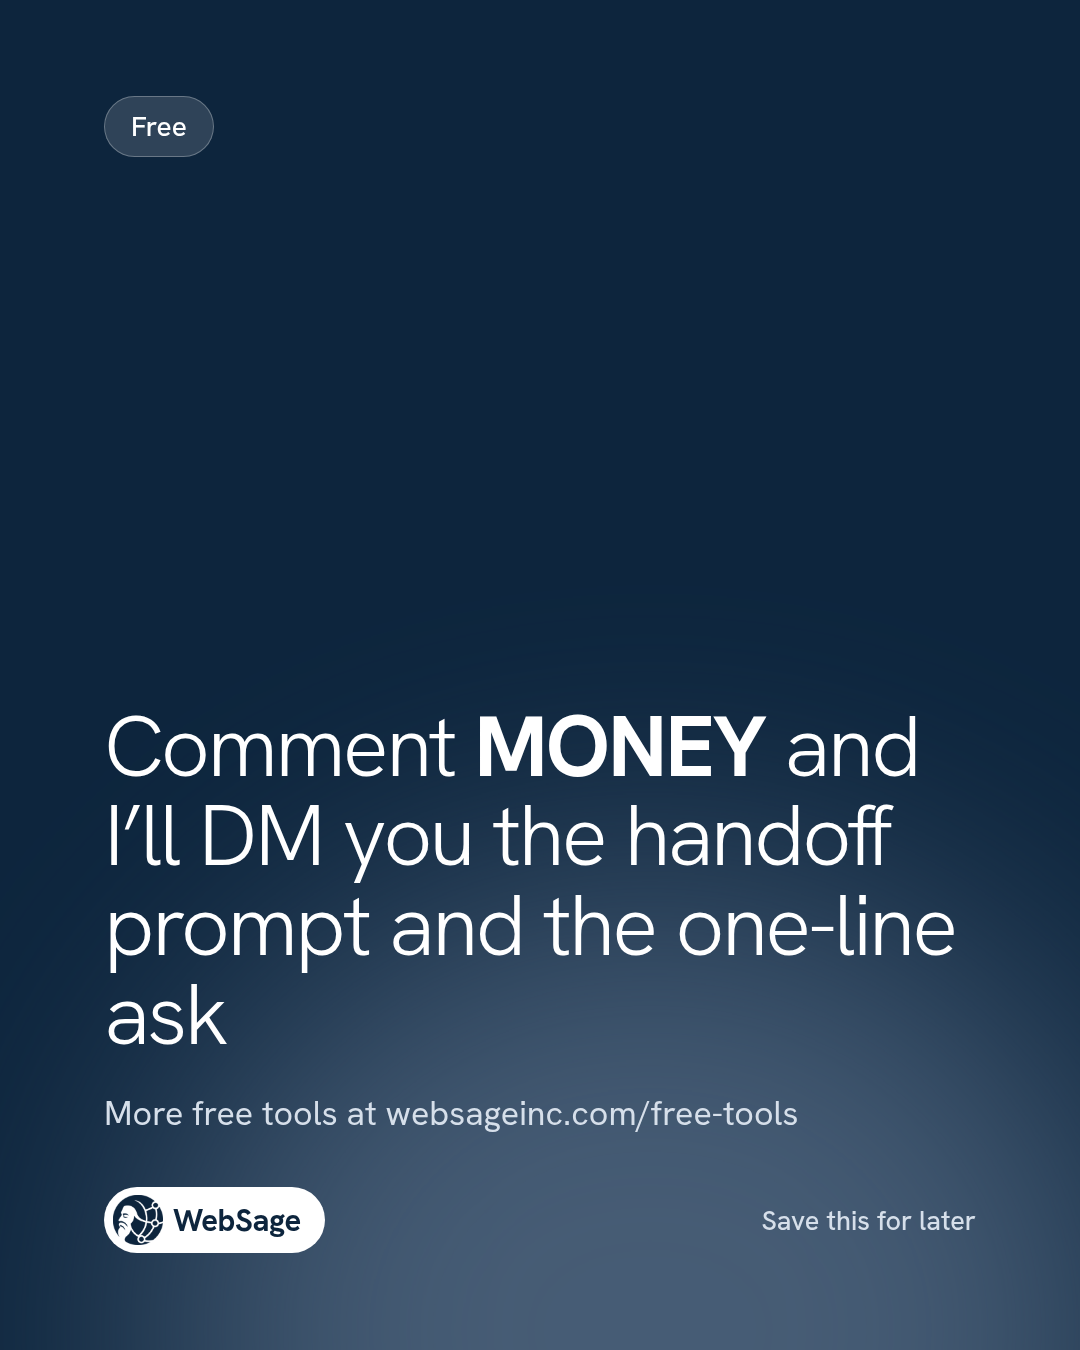 Free
Comment MONEY and
I’ll DM you the handoff
prompt and the one-line
ask
More free tools at websageinc.com/free-tools
WebSage
Save this for later